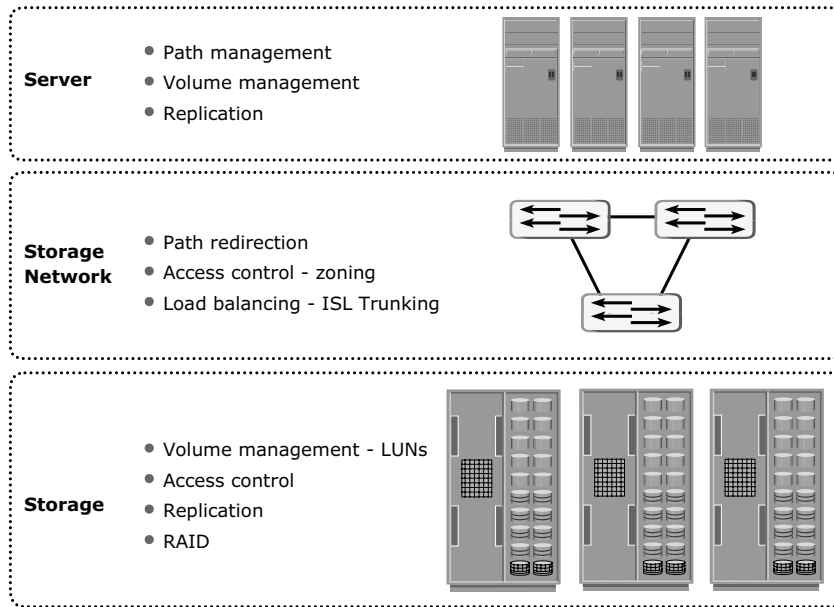 Server
Path management
Volume management
Replication
Storage
Network
Path redirection
Access control - zoning
Load balancing - ISL Trunking
Storage
Volume management - LUNs
Access control
Replication
RAID